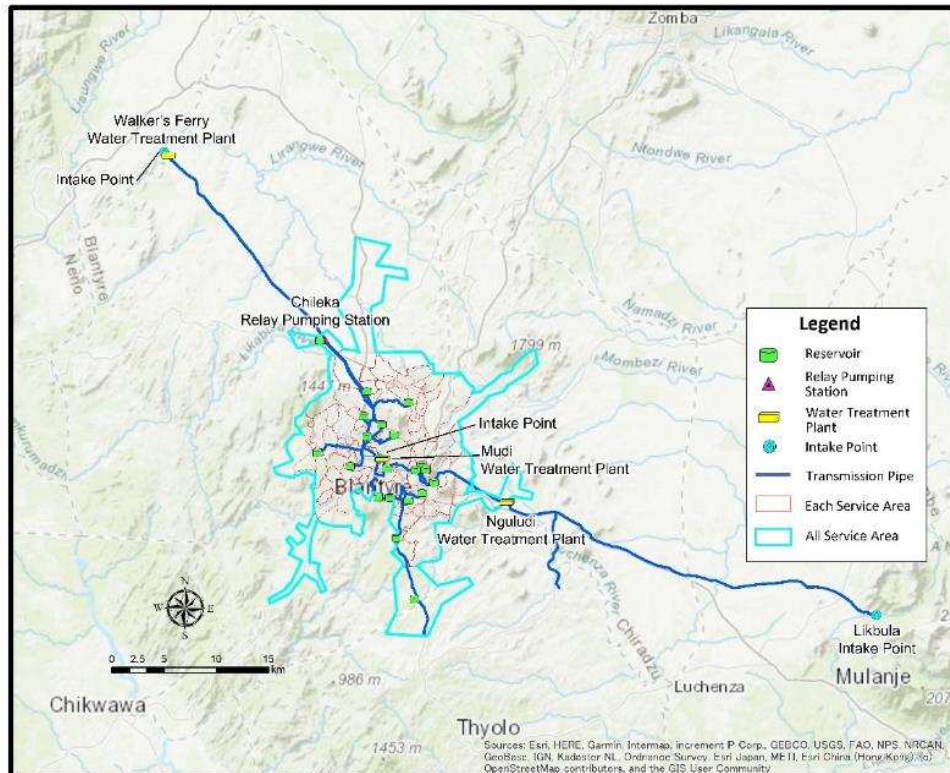 Zomba
Likangala River
Lisungwe River
Walker's Ferry
Water Treatment Plant
Intake Point
Lirangwe River
Ntondwe River
Blantyre
Neno
Chileka
Relay Pumping Station
Namadzi River
1799 m
Mombezi River
1441 m
Legend
Reservoir
Relay Pumping
Station
Water Treatment
Plant
Intake Point
Transmission Pipe
Each Service Area
All Service Area
Intake Point
Mudi
Water Treatment Plant
Blantyre
Nguludi
Water Treatment Plant
River
Chiradzu
N
W E
S
0 2.5 5 10 15
km
Likbula
Intake Point
Mulanje
986 m
Luchenza
Chikwawa
Thyolo
1453 m
Sources: Esri, HERE, Garmin, Intermap, increment P Corp., GEBCO, USGS, FAO, NPS, NRCAN,
GeoBase, IGN, Kadaster NL, Ordnance Survey, Esri Japan, METI, Esri China (Hong Kong),
OpenStreetMap contributors, and the GIS User Community